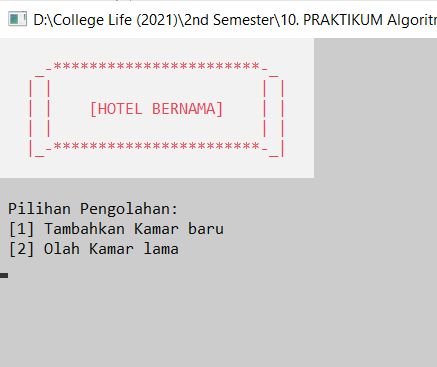 D:\College Life (2021)\2nd Semester\10. PRAKTIKUM Algoritm
_-***********************-_
| |                       | |
| |    [HOTEL BERNAMA]    | |
| |                       | |
|_-***********************-_|
Pilihan Pengolahan:
[1] Tambahkan Kamar baru
[2] Olah Kamar lama